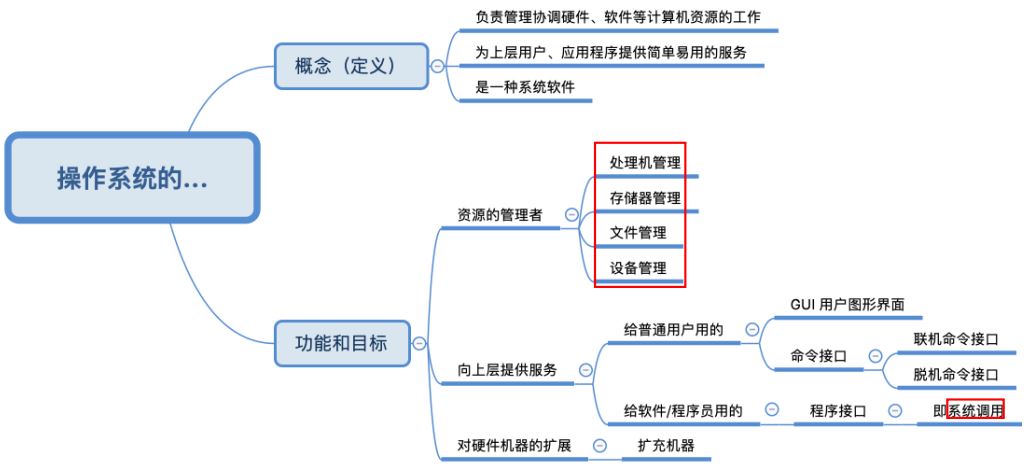 操作系统的...
概念（定义）
负责管理协调硬件、软件等计算机资源的工作
为上层用户、应用程序提供简单易用的服务
是一种系统软件
功能和目标
资源的管理者
处理机管理
存储器管理
文件管理
设备管理
向上层提供服务
给普通用户用的
GUI 用户图形界面
命令接口
联机命令接口
脱机命令接口
给软件/程序员用的
程序接口
即系统调用
对硬件机器的扩展
扩充机器